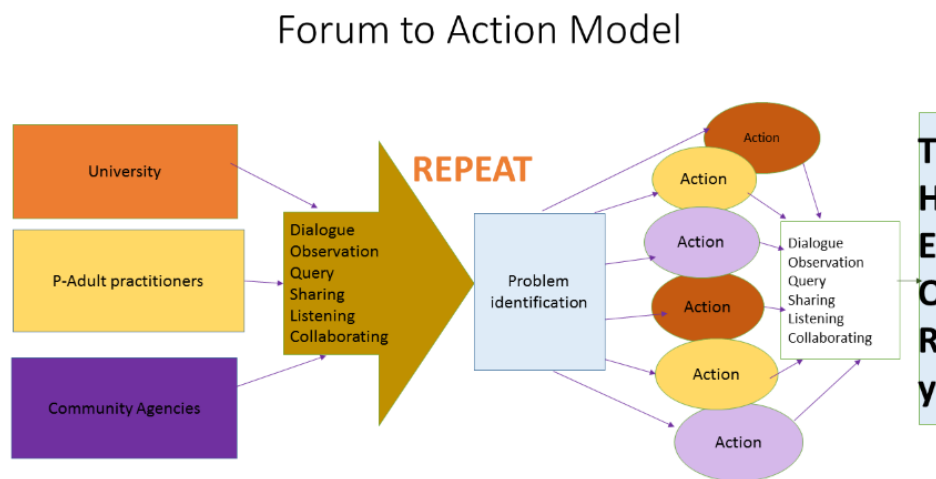 Forum to Action Model
University
P-Adult practitioners
Community Agencies
Dialogue
Observation
Query
Sharing
Listening
Collaborating
REPEAT
Problem
identification
Action
Action
Action
Action
Action
Action
Dialogue
Observation
Query
Sharing
Listening
Collaborating
T
H
E
O
R
y